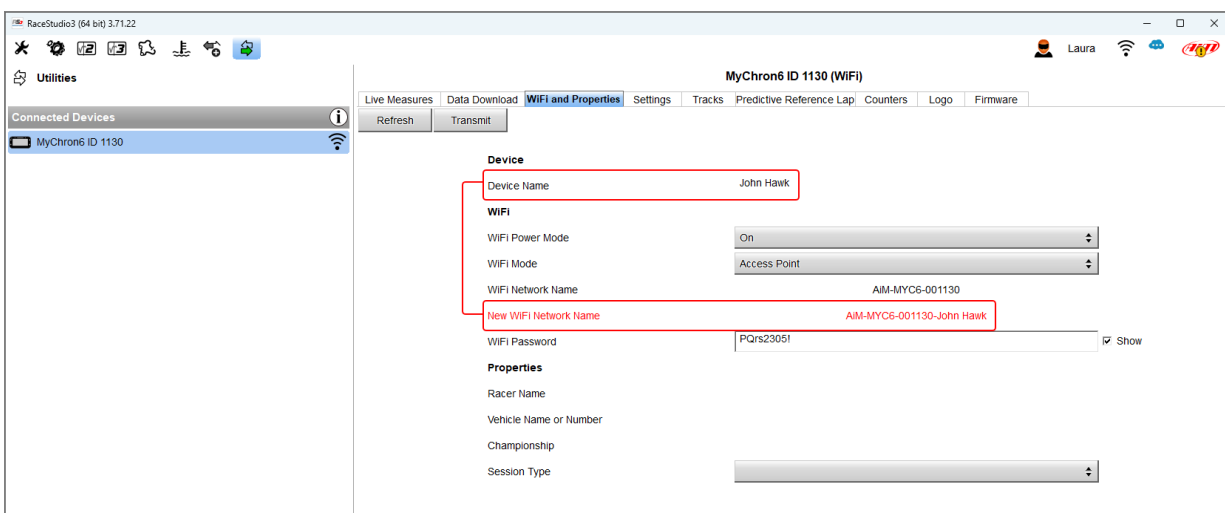 RaceStudio3 (64 bit) 3.71.22
Laura
Utilities
MyChron6 ID 1130 (WiFi)
Live Measures Data Download WiFi and Properties Settings Tracks Predictive Reference Lap Counters Logo Firmware
Connected Devices
Refresh Transmit
MyChron6 ID 1130
Device
Device Name John Hawk
WiFi
WiFi Power Mode On
WiFi Mode Access Point
WiFi Network Name AiM-MYC6-001130
New WiFi Network Name AiM-MYC6-001130-John Hawk
WiFi Password PQrs2305! Show
Properties
Racer Name
Vehicle Name or Number
Championship
Session Type